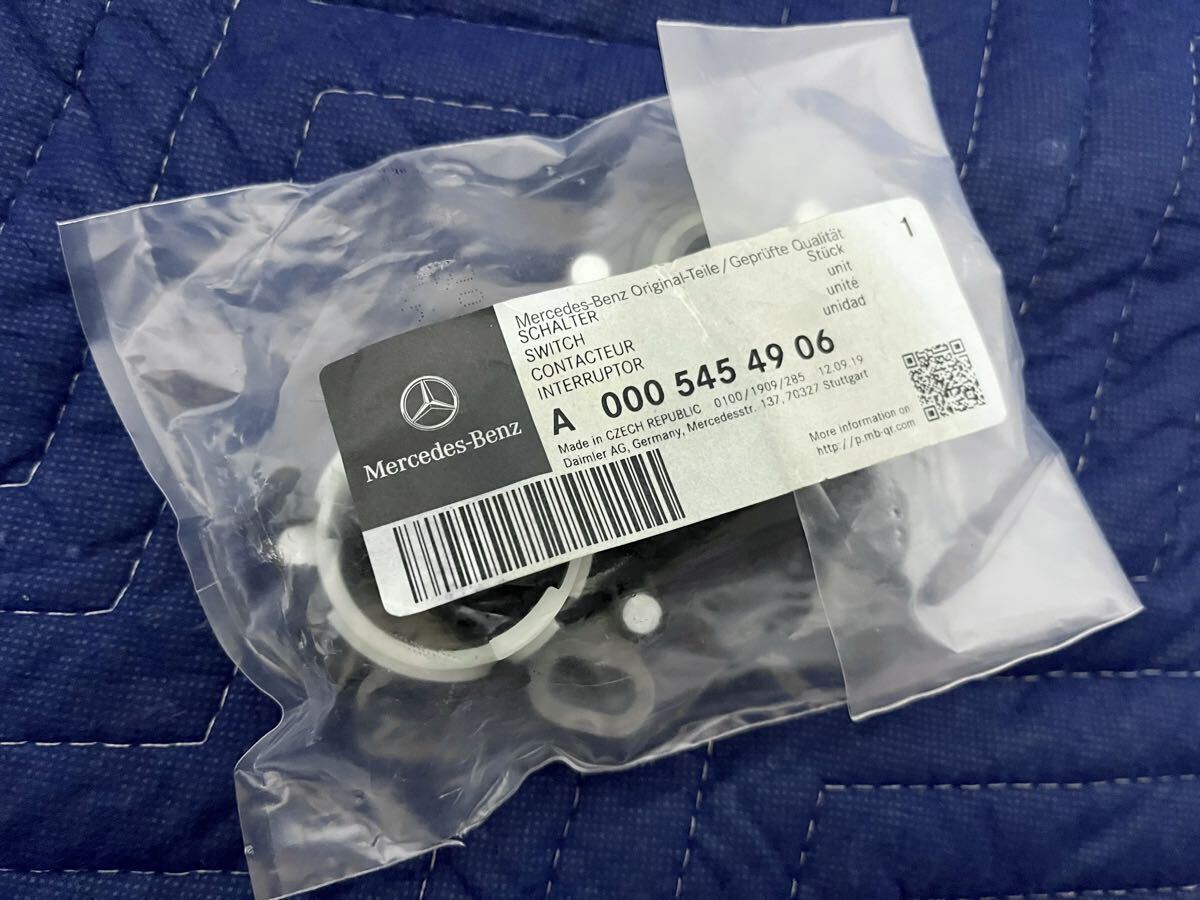 Mercedes-Benz
Mercedes-Benz Original-Teile / Geprüfte Qualität
SCHALTER
SWITCH
CONTACTEUR
INTERRUPTOR
Stück
unit
unité
unidad
1
A 000 545 49 06
Made in CZECH REPUBLIC 0100/1909/285 12.09.19
Daimler AG, Germany, Mercedesstr. 137, 70327 Stuttgart
More information on
http://p.mb-qr.com